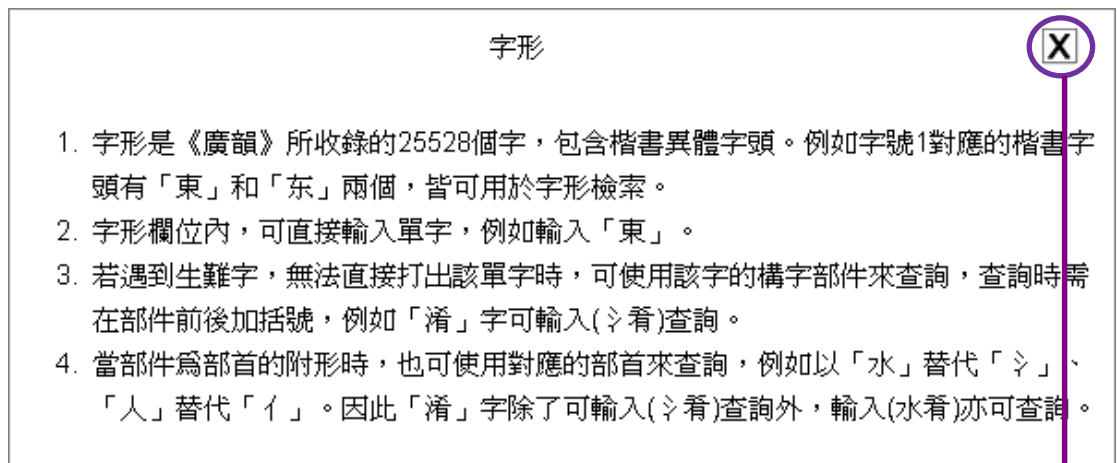 字形
X
1. 字形是《廣韻》所收錄的25528個字，包含楷書異體字頭。例如字號1對應的楷書字
頭有「東」和「东」兩個，皆可用於字形檢索。
2. 字形欄位內，可直接輸入單字，例如輸入「東」。
3. 若遇到生難字，無法直接打出該單字時，可使用該字的構字部件來查詢，查詢時需
在部件前後加括號，例如「淆」字可輸入(氵肴)查詢。
4. 當部件爲部首的附形時，也可使用對應的部首來查詢，例如以「水」替代「氵」、
「人」替代「亻」。因此「淆」字除了可輸入(氵肴)查詢外，輸入(水肴)亦可查詢。